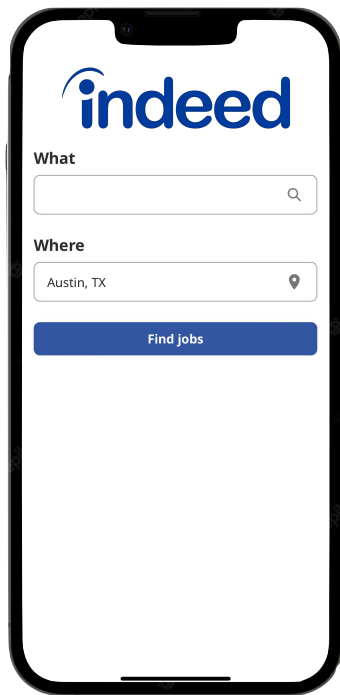 indeed
What
Where
Austin, TX
Find jobs